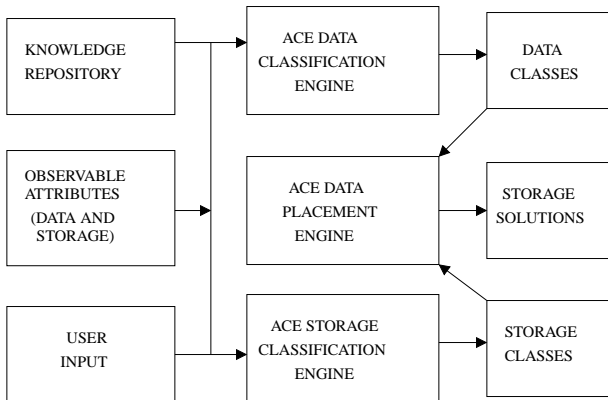 KNOWLEDGE
REPOSITORY
ACE DATA
CLASSIFICATION
ENGINE
DATA
CLASSES
OBSERVABLE
ATTRIBUTES
(DATA AND
STORAGE)
ACE DATA
PLACEMENT
ENGINE
STORAGE
SOLUTIONS
USER
INPUT
ACE STORAGE
CLASSIFICATION
ENGINE
STORAGE
CLASSES